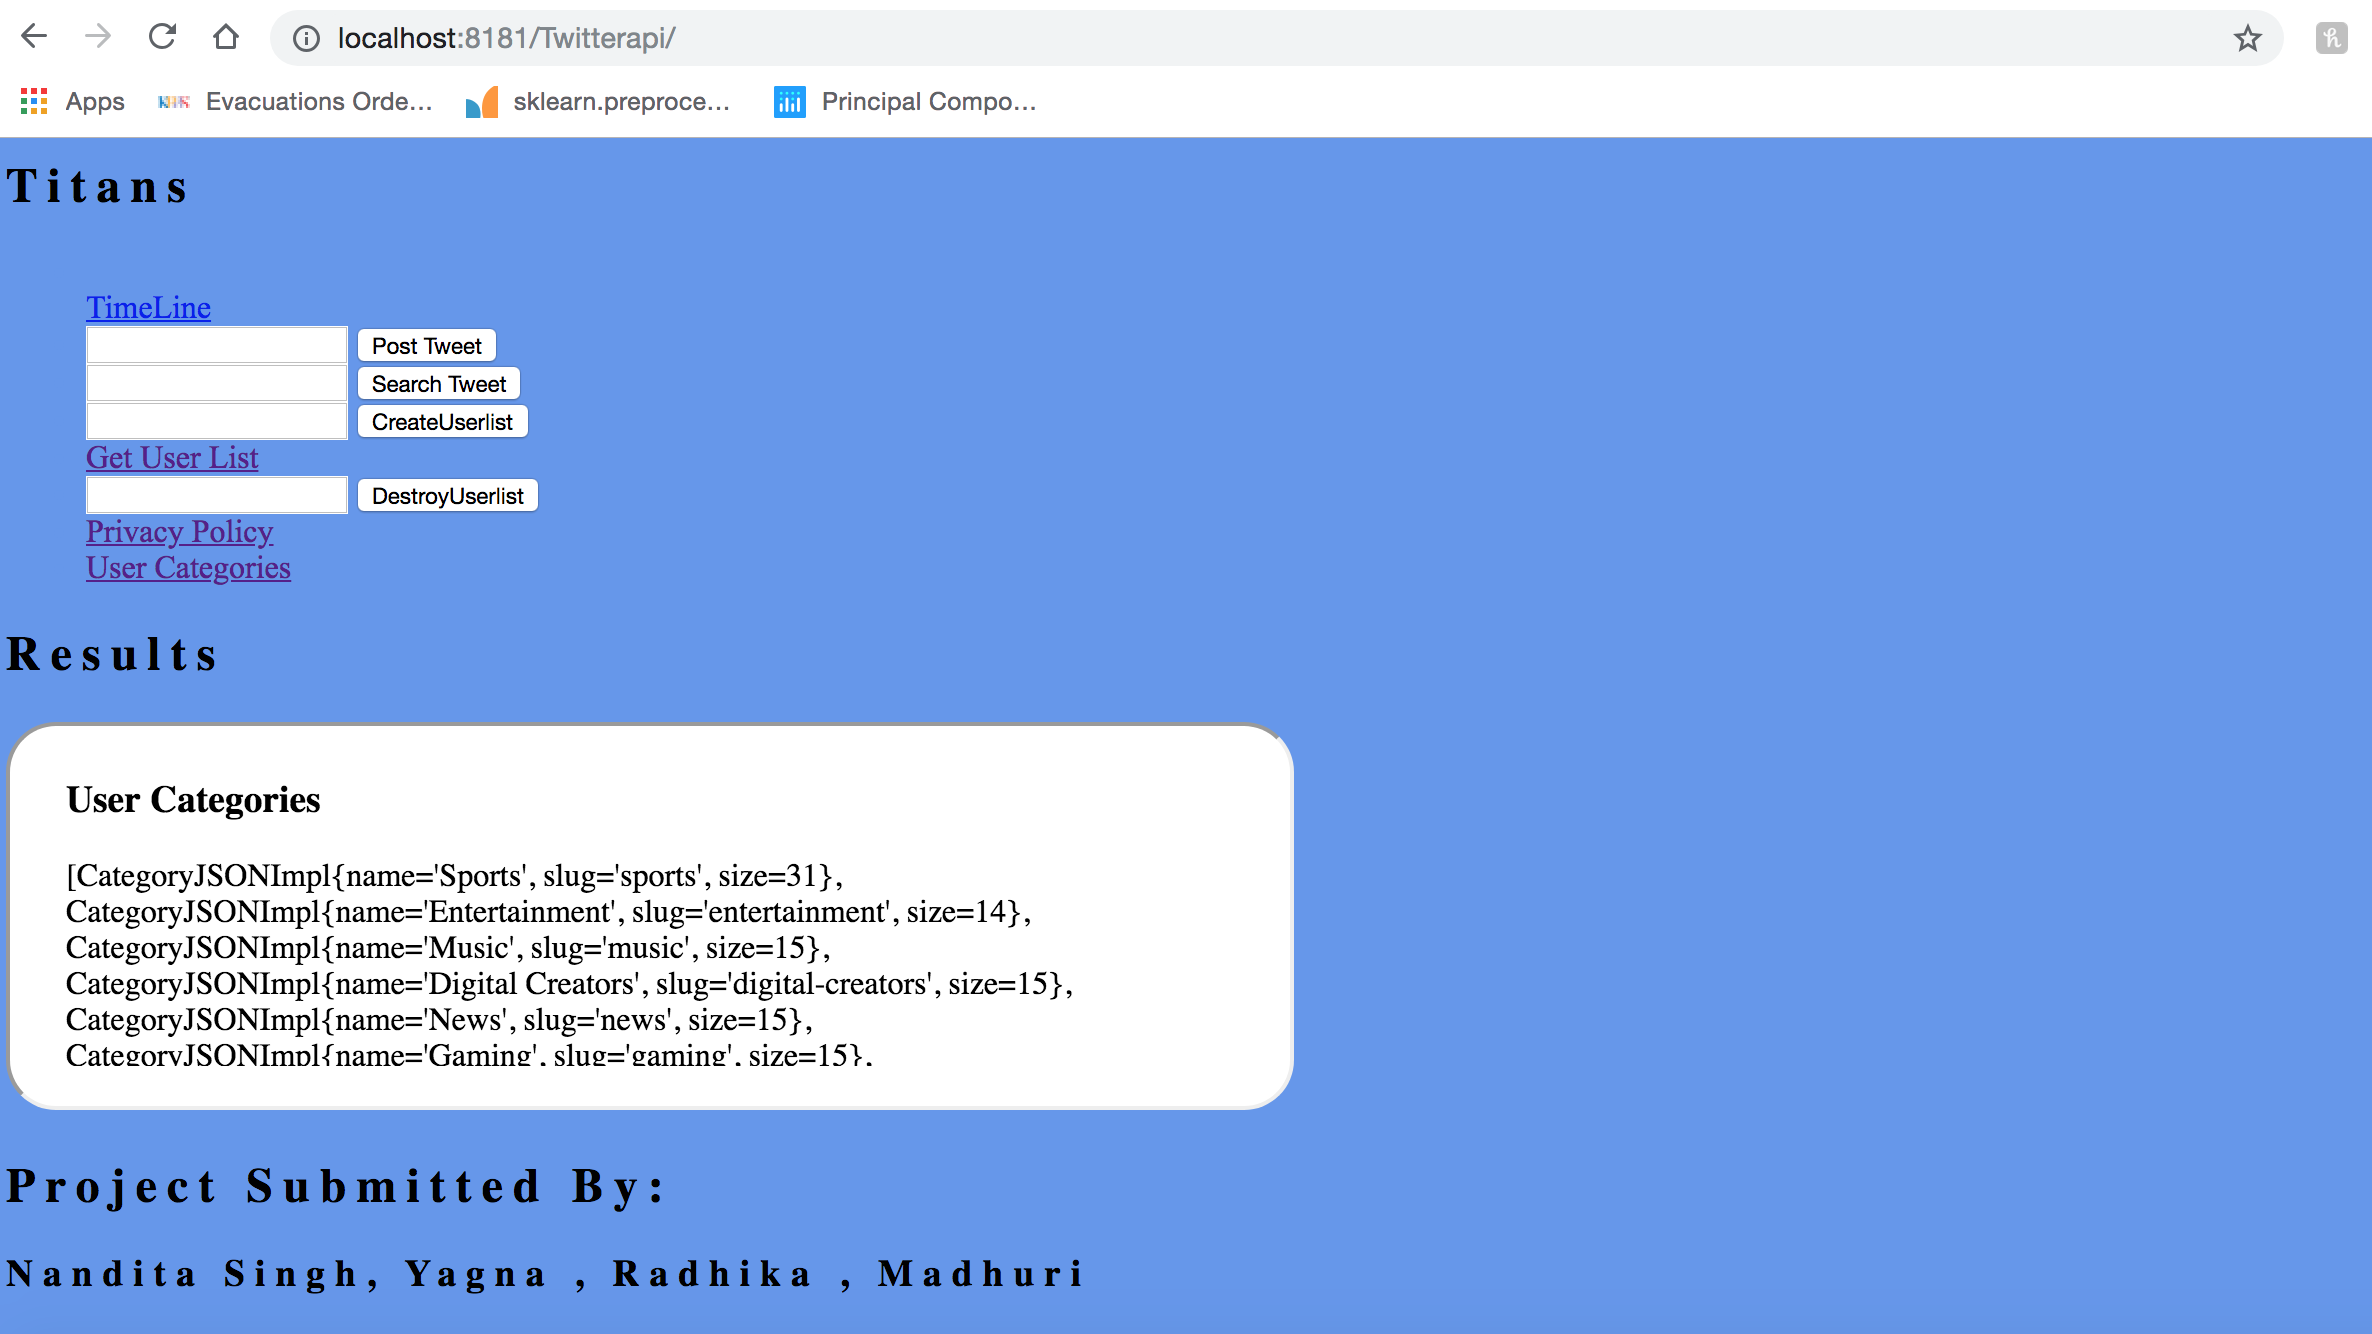 localhost:8181/Twitterapi/
Apps Evacuations Orde... sklearn.preproce... Principal Compo...
Titans
TimeLine
Post Tweet
Search Tweet
CreateUserlist
Get User List
DestroyUserlist
Privacy Policy
User Categories
Results
User Categories
[CategoryJSONImpl{name='Sports', slug='sports', size=31},
CategoryJSONImpl{name='Entertainment', slug='entertainment', size=14},
CategoryJSONImpl{name='Music', slug='music', size=15},
CategoryJSONImpl{name='Digital Creators', slug='digital-creators', size=15},
CategoryJSONImpl{name='News', slug='news', size=15},
CategoryJSONImpl{name='Gaming', slug='gaming', size=15},
Project Submitted By:
Nandita Singh, Yagna , Radhika , Madhuri